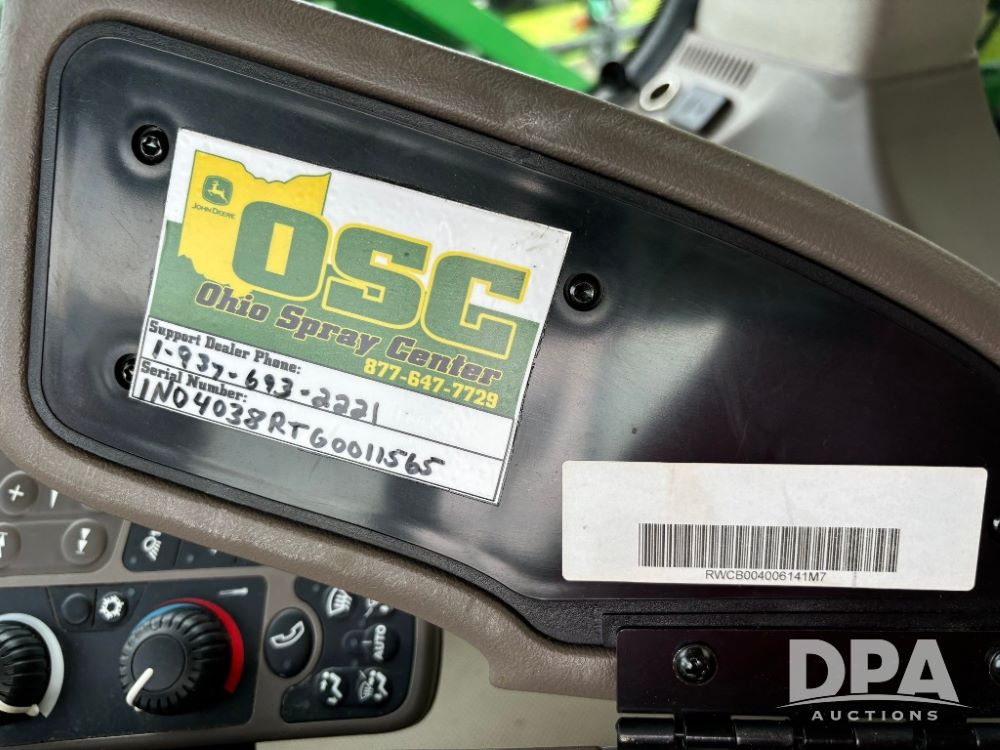 JOHN DEERE
OSC
Ohio Spray Center
877-647-7729
Support Dealer Phone:
1-937-693-2221
Serial Number:
1N04038RTG0011565
RWCB004006141M7
AUTO
DPA
AUCTIONS